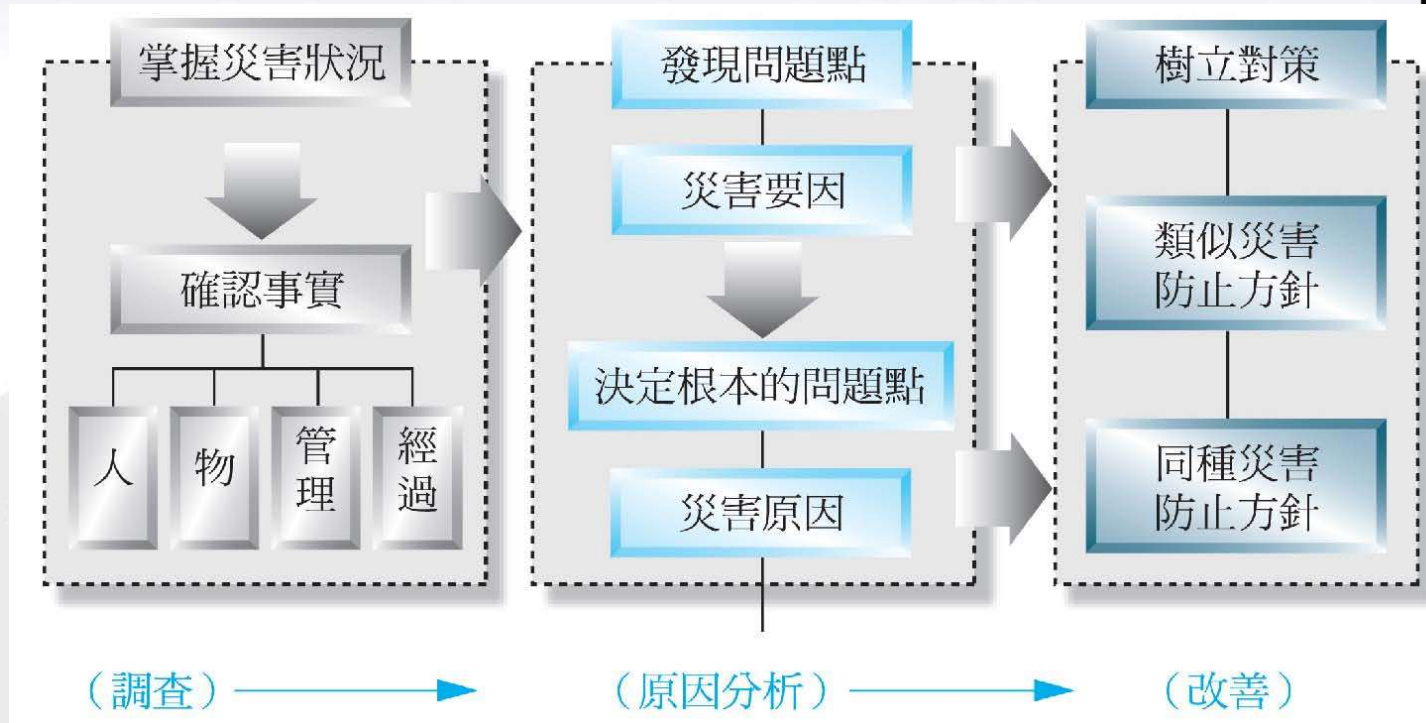 掌握災害狀況
確認事實
人
物
管理
經過
發現問題點
災害要因
決定根本的問題點
災害原因
樹立對策
類似災害
防止方針
同種災害
防止方針
（調查）
（原因分析）
（改善）